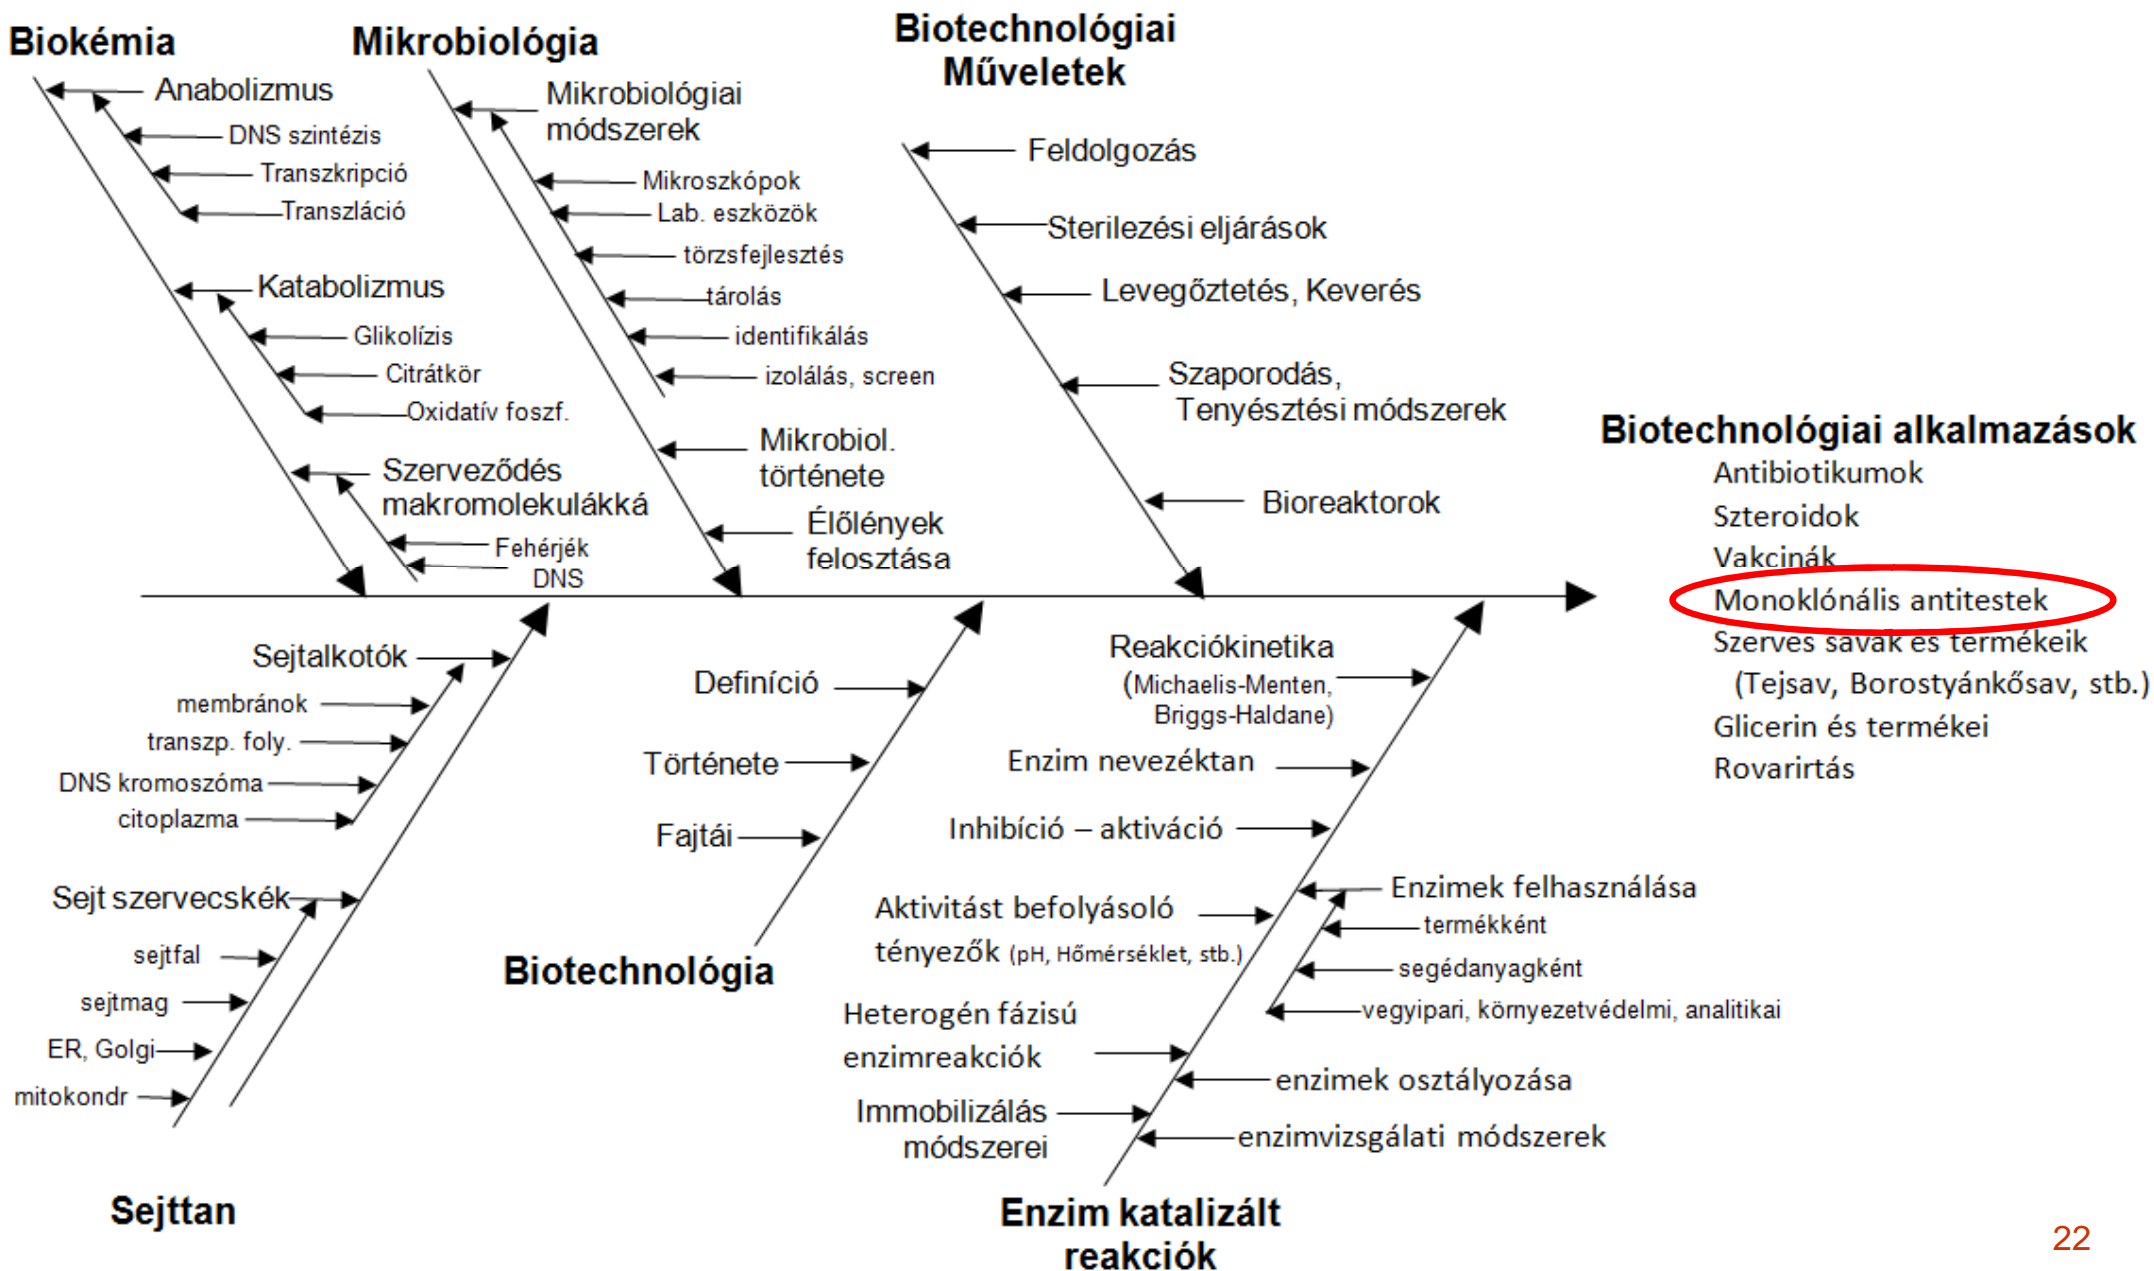 Biokémia
Anabolizmus
DNS szintézis
Transzkripció
Transzláció
Katabolizmus
Glikolízis
Citrátkör
Oxidatív foszf.
Szerveződés
makromolekulákká
Fehérjék
DNS
Mikrobiológia
Mikrobiológiai
módszerek
Mikroszkópok
Lab. eszközök
törzsfejlesztés
tárolás
identifikálás
izolálás, screen
Mikrobiol.
története
Élőlények
felosztása
Biotechnológiai
Műveletek
Feldolgozás
Sterilezési eljárások
Levegőztetés, Keverés
Szaporodás,
Tenyésztési módszerek
Bioreaktorok
Biotechnológiai alkalmazások
Antibiotikumok
Szteroidok
Vakcinák
Monoklónális antitestek
Szerves savak és termékeik
(Tejsav, Borostyánkősav, stb.)
Glicerin és termékei
Rovarirtás
Sejtalkotók
membránok
transzp. foly.
DNS kromoszóma
citoplazma
Sejt szervecskék
sejtfal
sejtmag
ER, Golgi
mitokondr
Sejttan
Definíció
Története
Fajtái
Biotechnológia
Reakciókinetika
(Michaelis-Menten,
Briggs-Haldane)
Enzim nevezéktan
Inhibíció – aktiváció
Aktivitást befolyásoló
tényezők (pH, Hőmérséklet, stb.)
Heterogén fázisú
enzimreakciók
Immobilizálás
módszerei
Enzimek felhasználása
termékként
segédanyagként
vegyipari, környezetvédelmi, analitikai
enzimek osztályozása
enzimvizsgálati módszerek
Enzim katalizált
reakciók
22